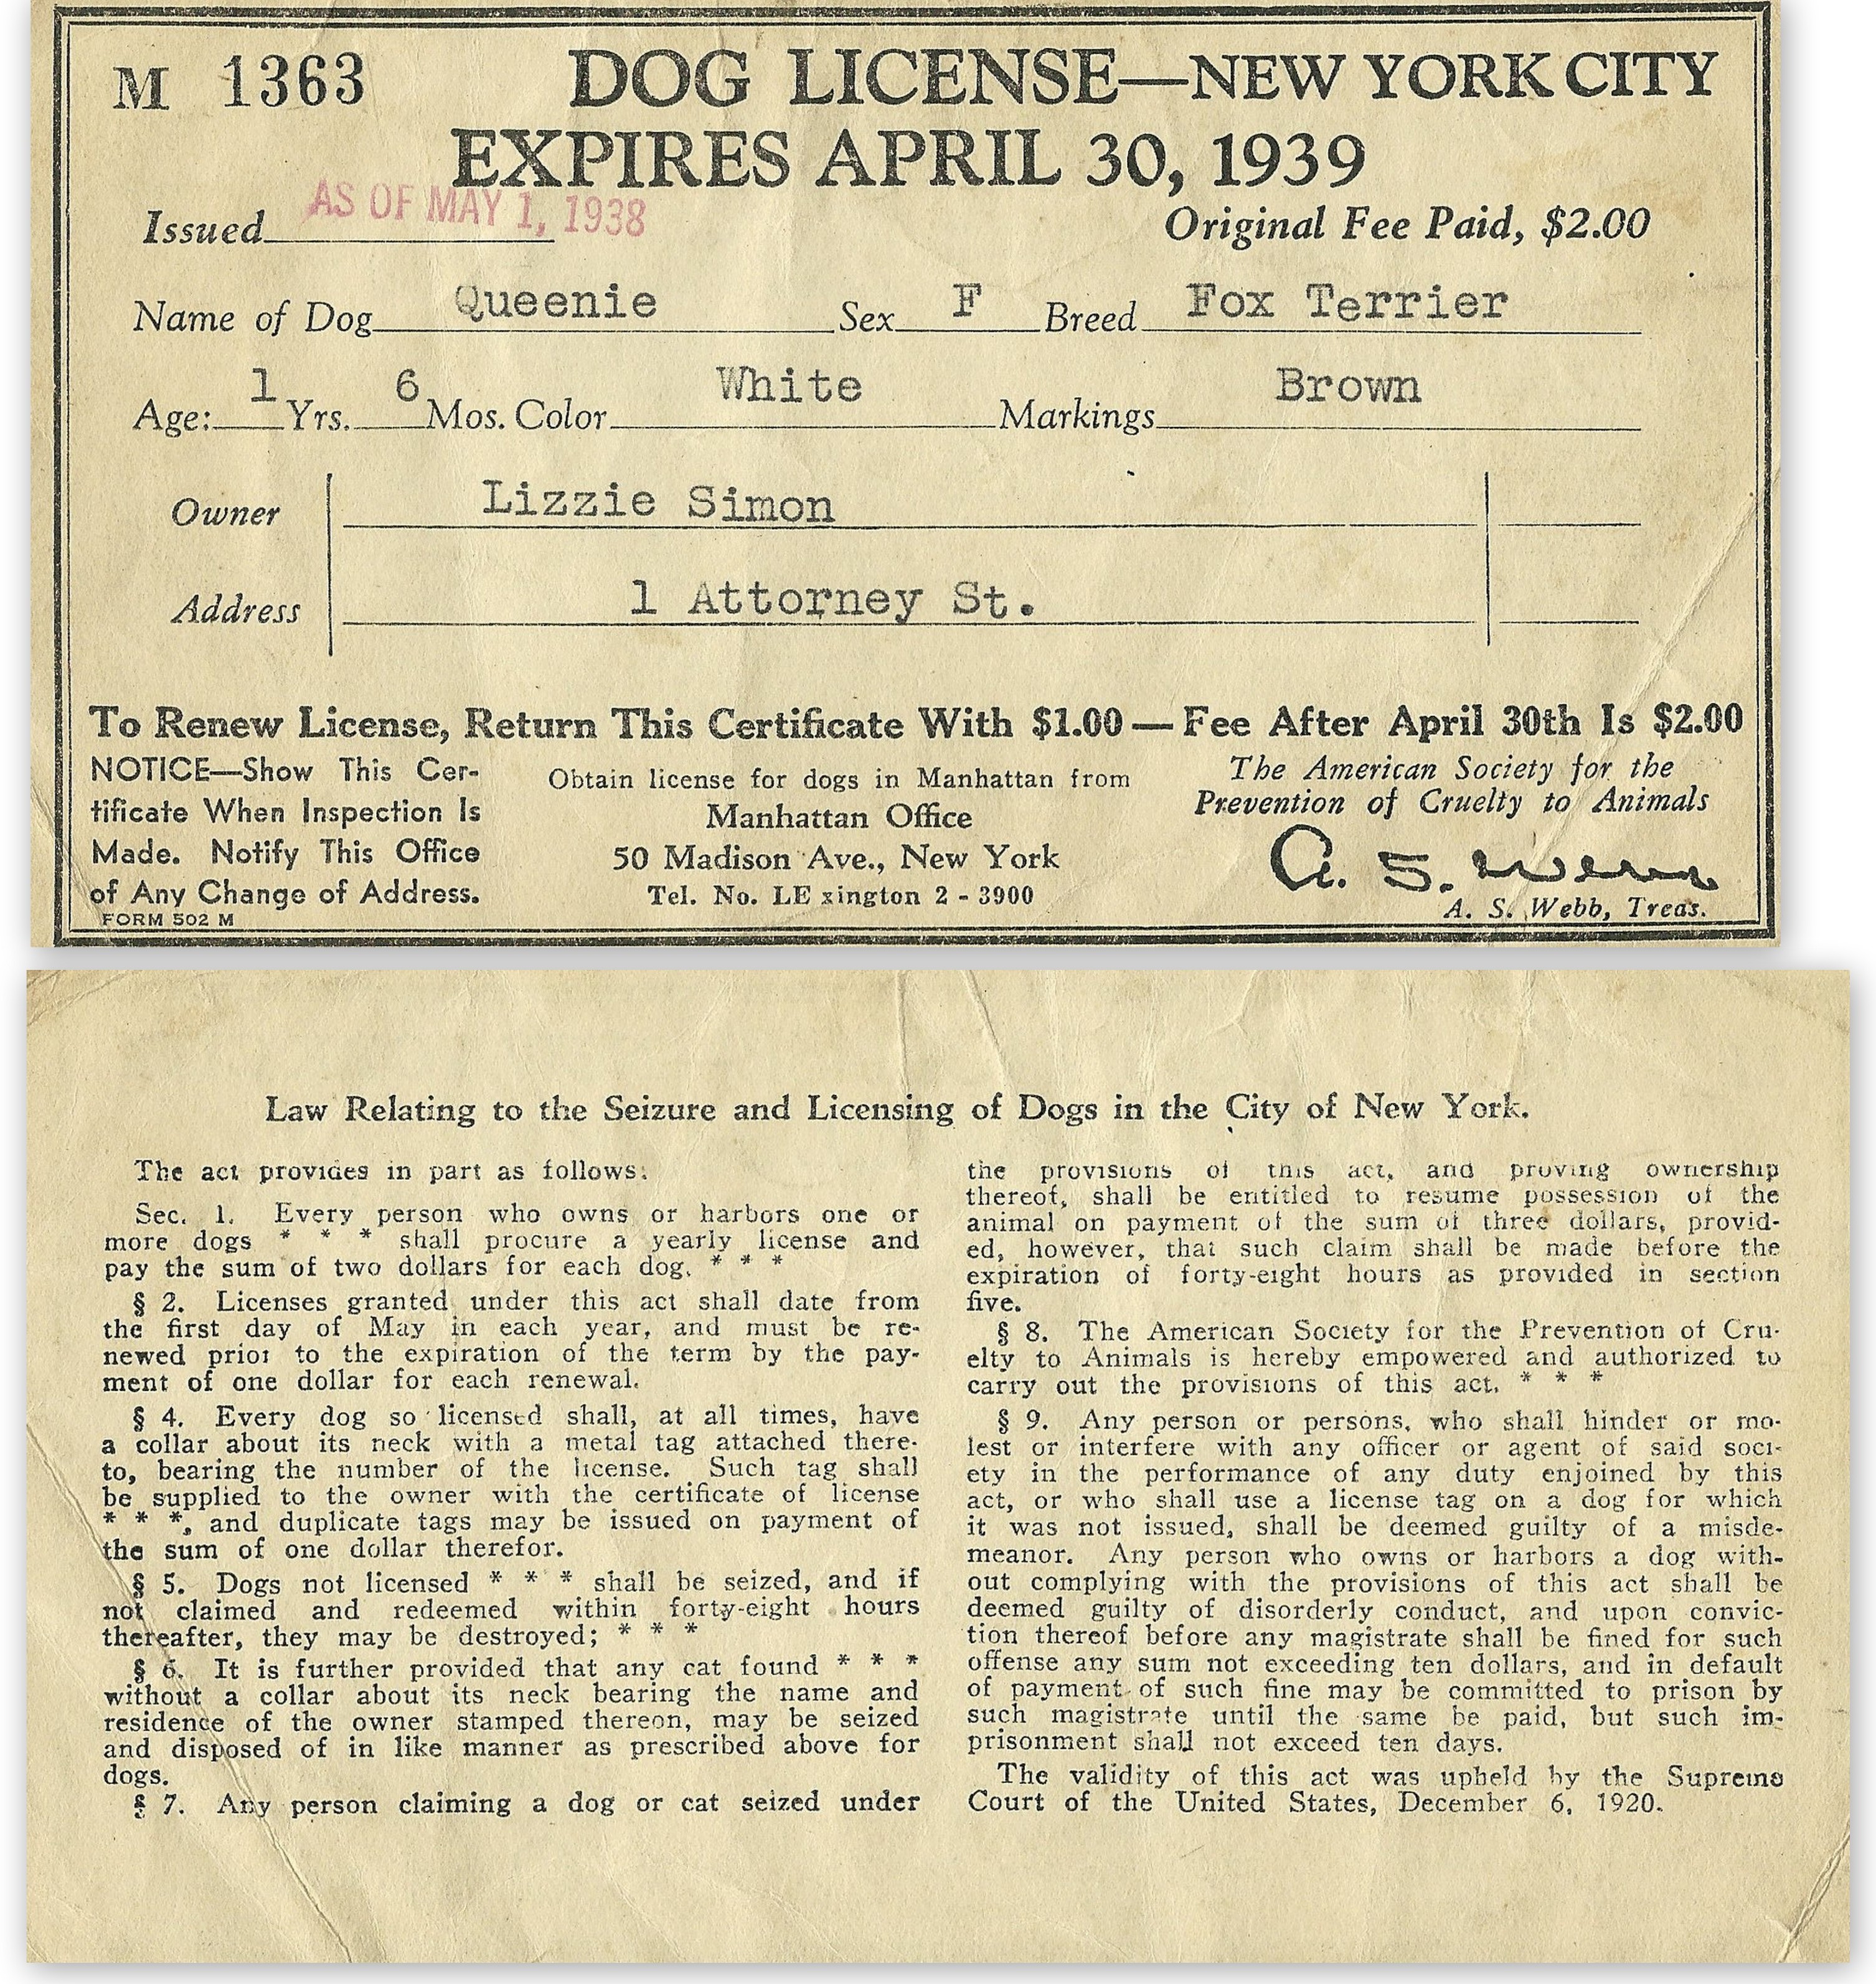 M 1363 DOG LICENSE—NEW YORK CITY
EXPIRES APRIL 30, 1939
AS OF MAY 1, 1938
Issued Original Fee Paid, $2.00
Name of Dog Queenie Sex F Breed Fox Terrier
Age: 1 Yrs. 6 Mos. Color White Markings Brown
Owner Lizzie Simon
Address 1 Attorney St.
To Renew License, Return This Certificate With $1.00 — Fee After April 30th Is $2.00
NOTICE—Show This Cer-
tificate When Inspection Is
Made. Notify This Office
of Any Change of Address.
FORM 502 M
Obtain license for dogs in Manhattan from
Manhattan Office
50 Madison Ave., New York
Tel. No. LE xington 2 - 3900
The American Society for the
Prevention of Cruelty to Animals
A. S. Webb
A. S. Webb, Treas.
Law Relating to the Seizure and Licensing of Dogs in the City of New York.
The act provides in part as follows:
Sec. 1. Every person who owns or harbors one or
more dogs * * * shall procure a yearly license and
pay the sum of two dollars for each dog. * * *
§ 2. Licenses granted under this act shall date from
the first day of May in each year, and must be re-
newed prior to the expiration of the term by the pay-
ment of one dollar for each renewal.
§ 4. Every dog so licensed shall, at all times, have
a collar about its neck with a metal tag attached there-
to, bearing the number of the license. Such tag shall
be supplied to the owner with the certificate of license
* * *, and duplicate tags may be issued on payment of
the sum of one dollar therefor.
§ 5. Dogs not licensed * * * shall be seized, and if
not claimed and redeemed within forty-eight hours
thereafter, they may be destroyed; * * *
§ 6. It is further provided that any cat found * * *
without a collar about its neck bearing the name and
residence of the owner stamped thereon, may be seized
and disposed of in like manner as prescribed above for
dogs.
§ 7. Any person claiming a dog or cat seized under
the provisions of this act, and proving ownership
thereof, shall be entitled to resume possession of the
animal on payment of the sum of three dollars, provid-
ed, however, that such claim shall be made before the
expiration of forty-eight hours as provided in section
five.
§ 8. The American Society for the Prevention of Cru-
elty to Animals is hereby empowered and authorized to
carry out the provisions of this act. * * *
§ 9. Any person or persons, who shall hinder or mo-
lest or interfere with any officer or agent of said soci-
ety in the performance of any duty enjoined by this
act, or who shall use a license tag on a dog for which
it was not issued, shall be deemed guilty of a misde-
meanor. Any person who owns or harbors a dog with-
out complying with the provisions of this act shall be
deemed guilty of disorderly conduct, and upon convic-
tion thereof before any magistrate shall be fined for such
offense any sum not exceeding ten dollars, and in default
of payment of such fine may be committed to prison by
such magistrate until the same be paid, but such im-
prisonment shall not exceed ten days.
The validity of this act was upheld by the Supreme
Court of the United States, December 6, 1920.